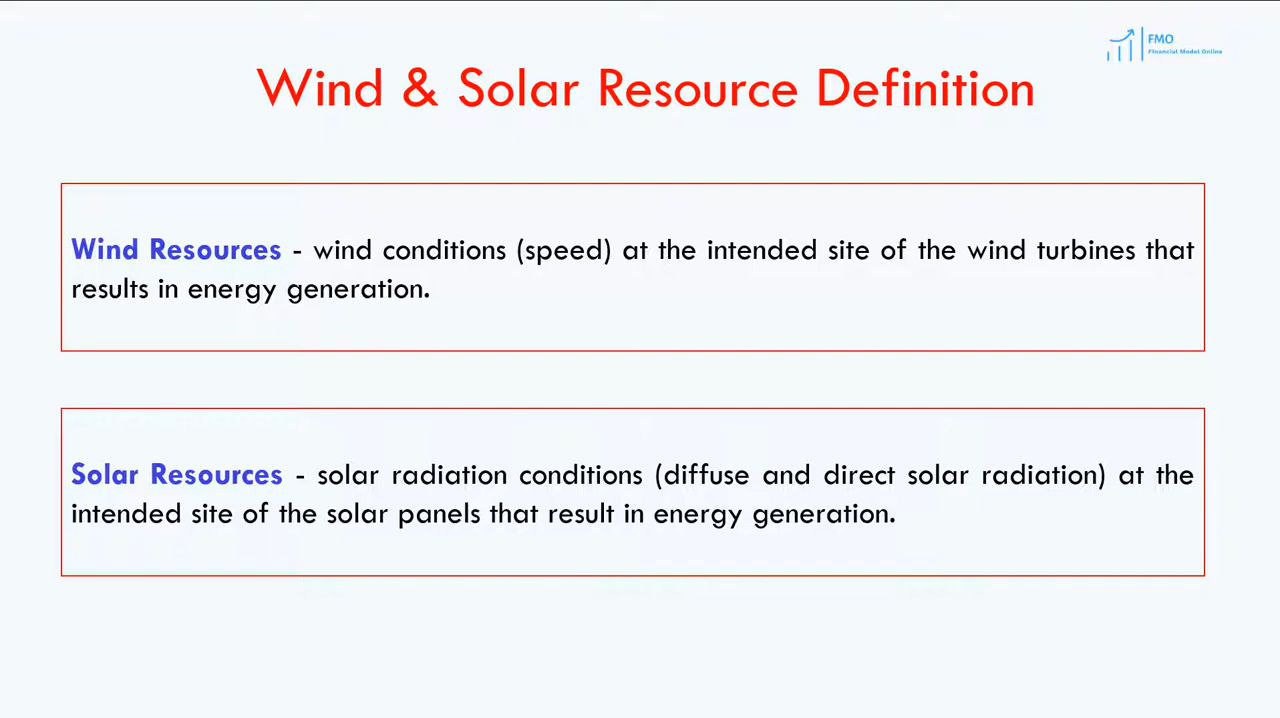 FMO
Financial Model Online
Wind & Solar Resource Definition
Wind Resources - wind conditions (speed) at the intended site of the wind turbines that
results in energy generation.
Solar Resources - solar radiation conditions (diffuse and direct solar radiation) at the
intended site of the solar panels that result in energy generation.